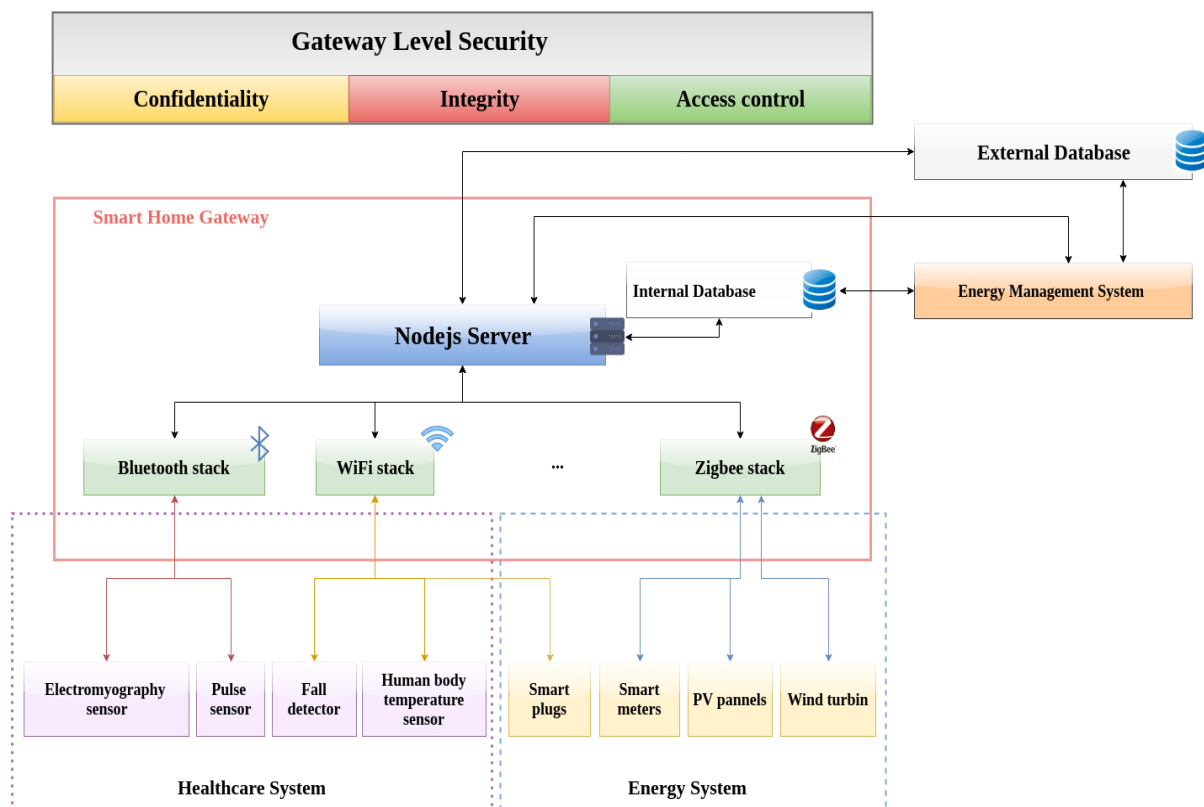 Gateway Level Security
Confidentiality
Integrity
Access control
External Database
Smart Home Gateway
Internal Database
Energy Management System
Nodejs Server
Bluetooth stack
WiFi stack
...
Zigbee stack
ZigBee
Electromyography
sensor
Pulse
sensor
Fall
detector
Human body
temperature
sensor
Smart
plugs
Smart
meters
PV pannels
Wind turbin
Healthcare System
Energy System